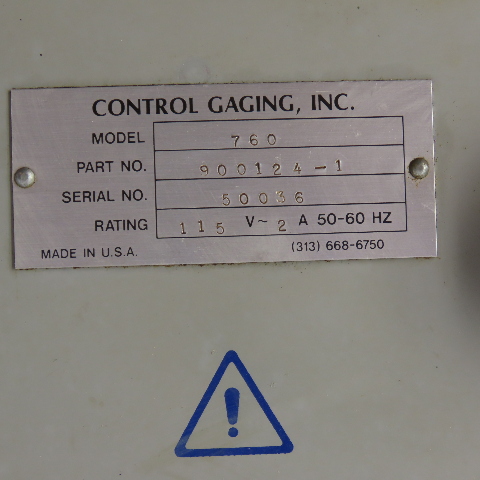 CONTROL GAGING, INC.
MODEL 760
PART NO. 900124-1
SERIAL NO. 50036
RATING 115 V~ 2 A 50-60 HZ
MADE IN U.S.A. (313) 668-6750
!